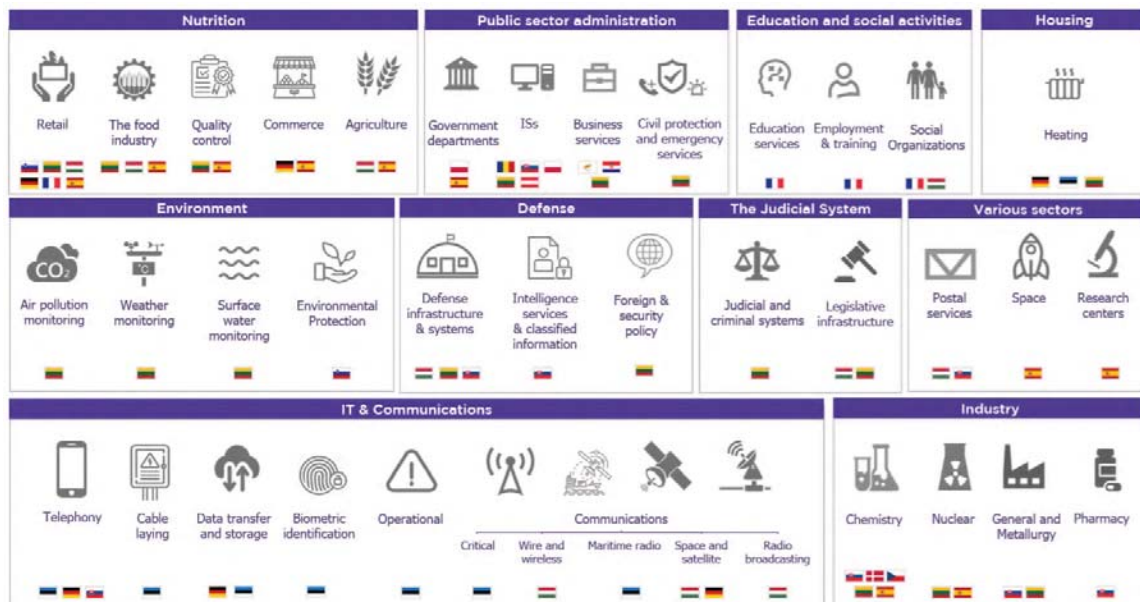 Nutrition
Public sector administration
Education and social activities
Housing
Retail
The food
industry
Quality
control
Commerce
Agriculture
Government
departments
ISs
Business
services
Civil protection
and emergency
services
Education
services
Employment
& training
Social
Organizations
Heating
Environment
Defense
The Judicial System
Various sectors
CO2
°C
Air pollution
monitoring
Weather
monitoring
Surface
water
monitoring
Environmental
Protection
Defense
infrastructure
& systems
Intelligence
services
& classified
information
Foreign &
security
policy
Judicial and
criminal systems
Legislative
infrastructure
Postal
services
Space
Research
centers
IT & Communications
Industry
Telephony
Cable
laying
Data transfer
and storage
Biometric
identification
Operational
Communications
Critical
Wire and
wireless
Maritime radio
Space and
satellite
Radio
broadcasting
Chemistry
Nuclear
General and
Metallurgy
Pharmacy